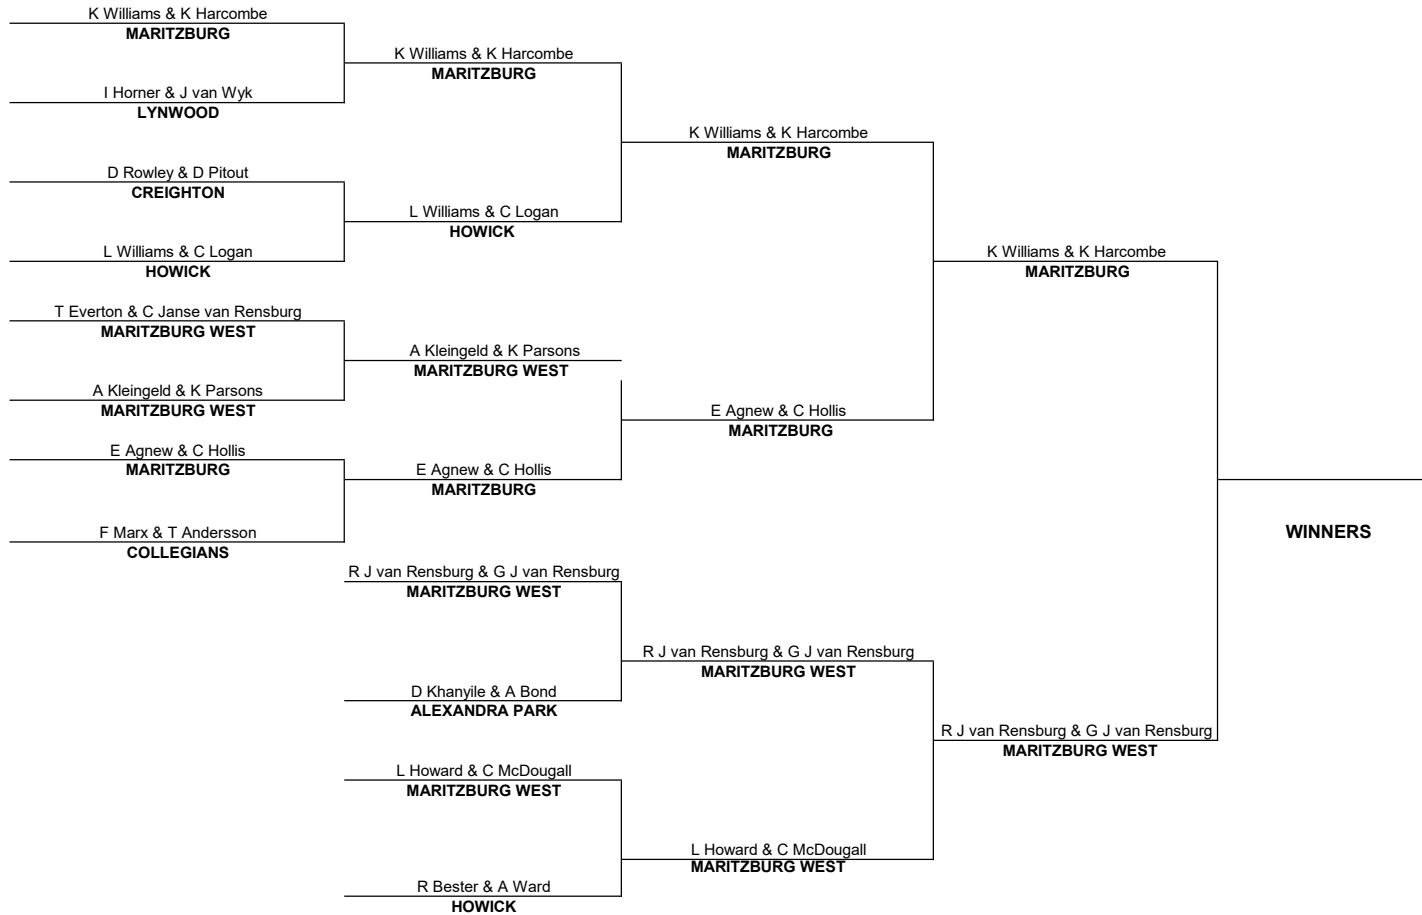 K Williams & K Harcombe
MARITZBURG
I Horner & J van Wyk
LYNWOOD
D Rowley & D Pitout
CREIGHTON
L Williams & C Logan
HOWICK
T Everton & C Janse van Rensburg
MARITZBURG WEST
A Kleingeld & K Parsons
MARITZBURG WEST
E Agnew & C Hollis
MARITZBURG
F Marx & T Andersson
COLLEGIANS
K Williams & K Harcombe
MARITZBURG
L Williams & C Logan
HOWICK
A Kleingeld & K Parsons
MARITZBURG WEST
E Agnew & C Hollis
MARITZBURG
R J van Rensburg & G J van Rensburg
MARITZBURG WEST
D Khanyile & A Bond
ALEXANDRA PARK
L Howard & C McDougall
MARITZBURG WEST
R Bester & A Ward
HOWICK
K Williams & K Harcombe
MARITZBURG
E Agnew & C Hollis
MARITZBURG
R J van Rensburg & G J van Rensburg
MARITZBURG WEST
L Howard & C McDougall
MARITZBURG WEST
K Williams & K Harcombe
MARITZBURG
R J van Rensburg & G J van Rensburg
MARITZBURG WEST
WINNERS